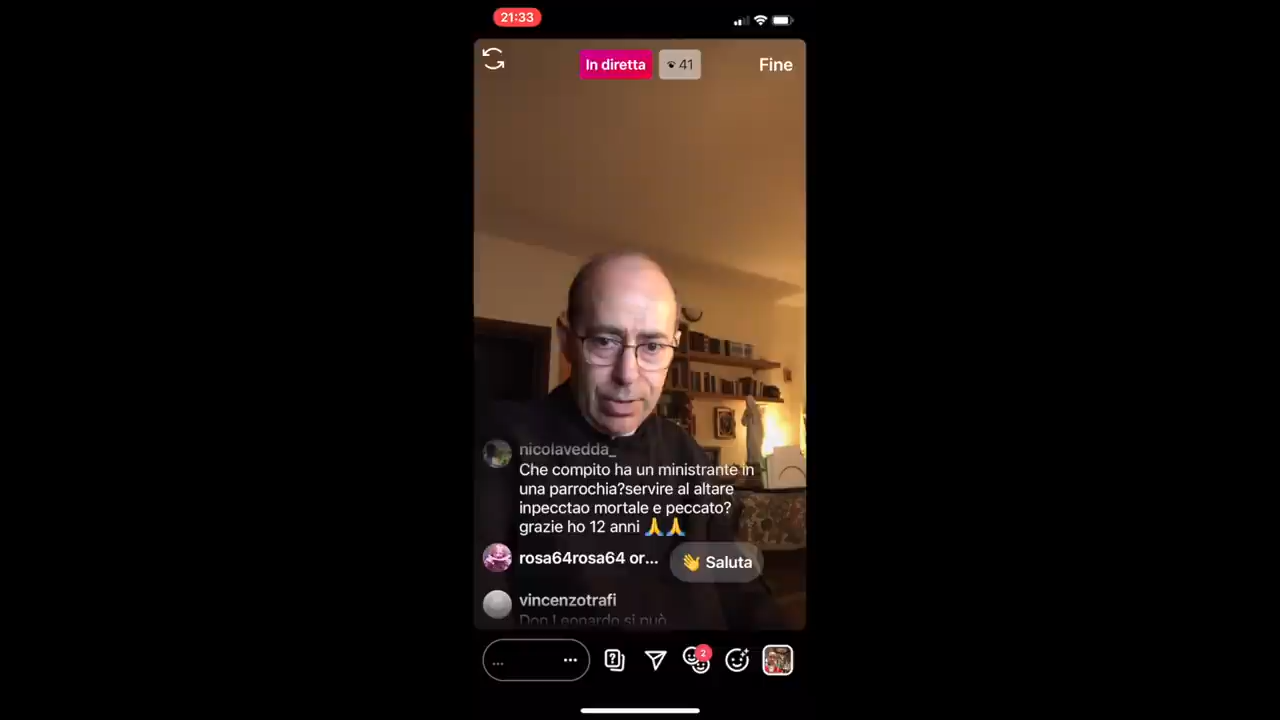 21:33
In diretta
41
Fine
nicolavedda_
Che compito ha un ministrante in
una parrochia?servire al altare
inpecctao mortale e peccato?
grazie ho 12 anni 🙏🙏
rosa64rosa64 or...
👋 Saluta
vincenzotrafi
Don Leonardo si può
...
2